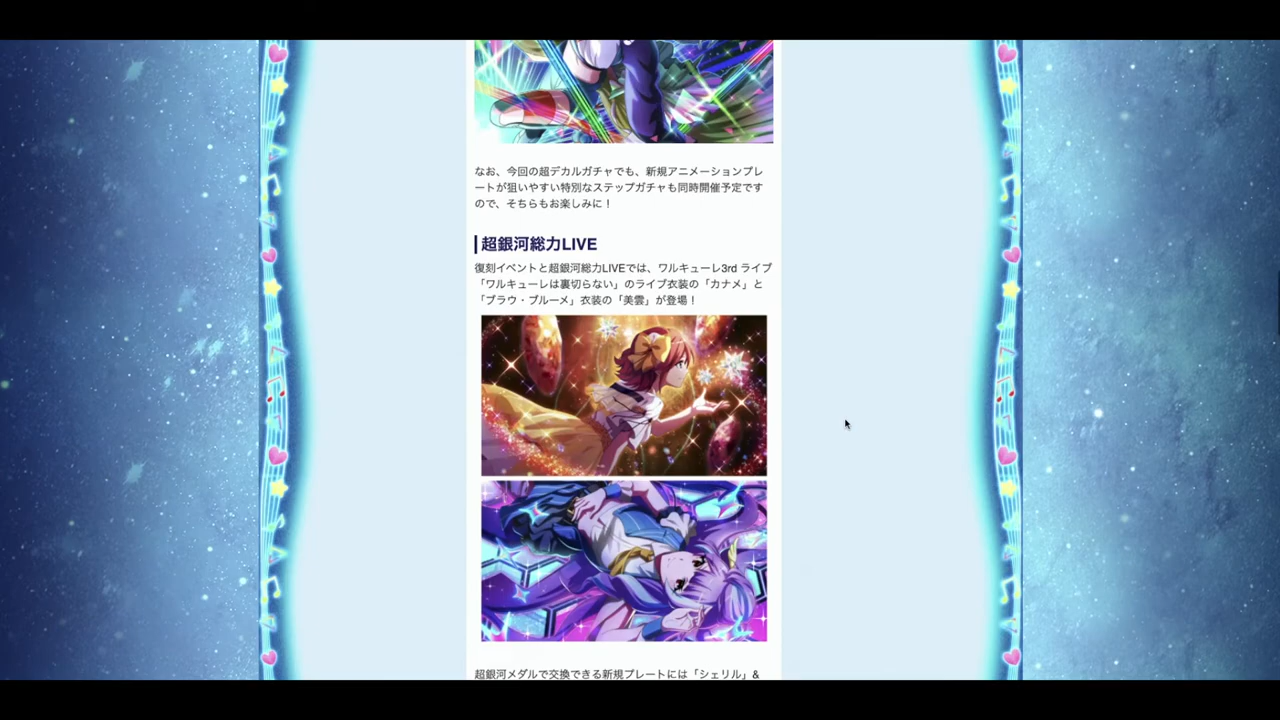 なお、今回の超デカルガチャでも、新規アニメーションプレ
ートが狙いやすい特別なステップガチャも同時開催予定です
ので、そちらもお楽しみに！
超銀河総力LIVE
復刻イベントと超銀河総力LIVEでは、ワルキューレ3rd ライブ
「ワルキューレは裏切らない」のライブ衣装の「カナメ」と
「ブラウ・ブルーメ」衣装の「美雲」が登場！
超銀河メダルで交換できる新規プレートには「シェリル」&